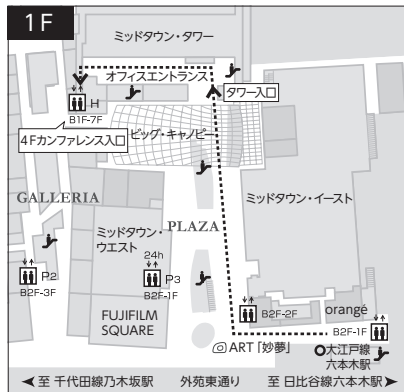 1F
ミッドタウン・タワー
オフィスエントランス
H
B1F-7F
タワー入口
4Fカンファレンス入口
ビッグ・キャノピー
GALLERIA
ミッドタウン・イースト
PLAZA
ミッドタウン・
ウエスト
24h
P2
B2F-3F
P3
B2F-1F
FUJIFILM
SQUARE
B2F-2F
orangé
B2F-1F
ART「妙夢」
大江戸線
六本木駅
至 千代田線乃木坂駅
外苑東通り
至 日比谷線六本木駅